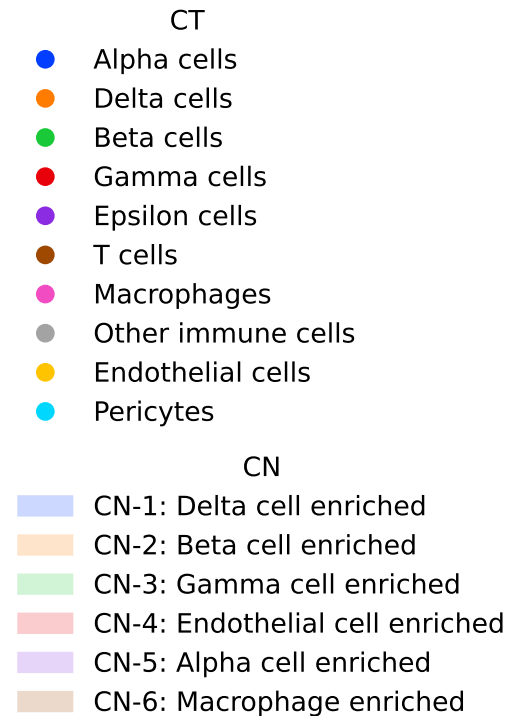 CT
Alpha cells
Delta cells
Beta cells
Gamma cells
Epsilon cells
T cells
Macrophages
Other immune cells
Endothelial cells
Pericytes
CN
CN-1: Delta cell enriched
CN-2: Beta cell enriched
CN-3: Gamma cell enriched
CN-4: Endothelial cell enriched
CN-5: Alpha cell enriched
CN-6: Macrophage enriched